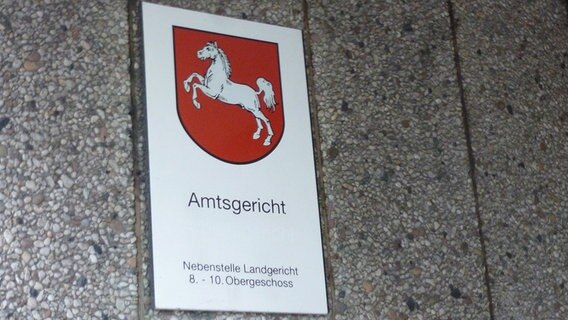 Amtsgericht
Nebenstelle Landgericht
8. - 10. Obergeschoss